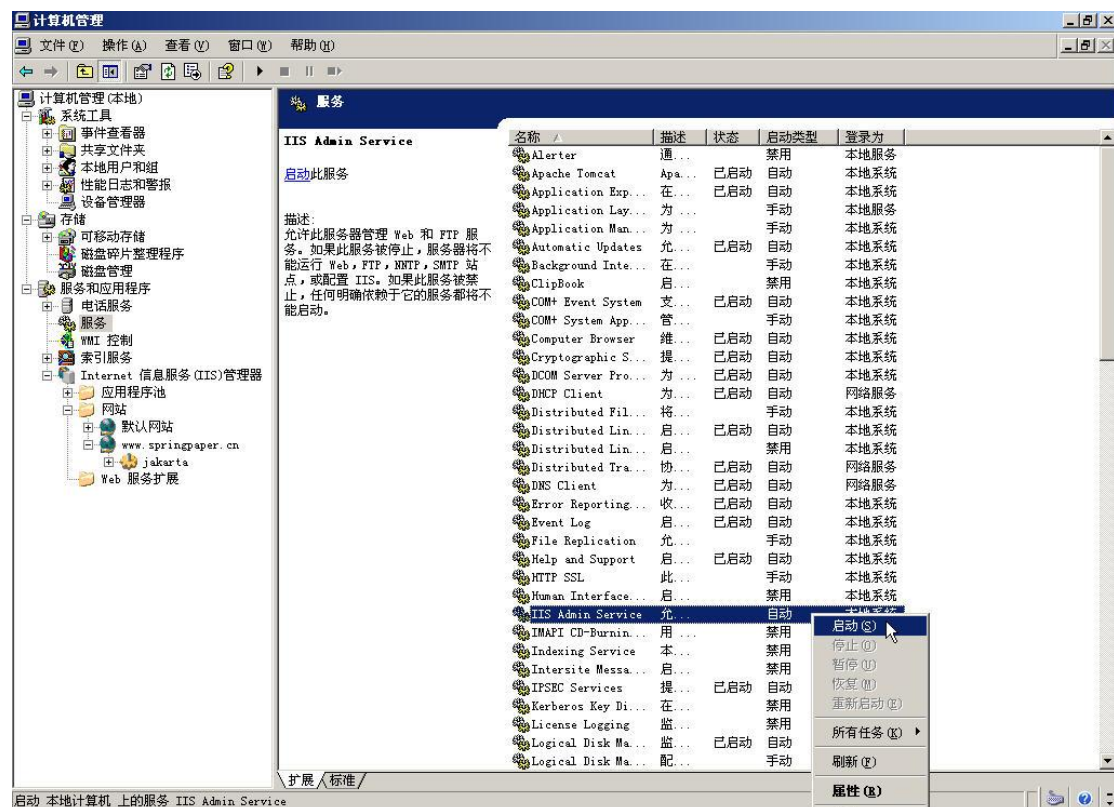 计算机管理
文件(F) 操作(A) 查看(V) 窗口(W) 帮助(H)
计算机管理(本地)
系统工具
事件查看器
共享文件夹
本地用户和组
性能日志和警报
设备管理器
存储
可移动存储
磁盘碎片整理程序
磁盘管理
服务和应用程序
电话服务
服务
WMI 控制
索引服务
Internet 信息服务(IIS)管理器
应用程序池
网站
默认网站
www.springpaper.cn
jakarta
Web 服务扩展
服务
IIS Admin Service
启动此服务
描述:
允许此服务器管理 Web 和 FTP 服
务。如果此服务被停止，服务器将不
能运行 Web，FTP，NNTP，SMTP 站
点，或配置 IIS。如果此服务被禁
止，任何明确依赖于它的服务都将不
能启动。
名称 描述 状态 启动类型 登录为
Alerter 通... 禁用 本地服务
Apache Tomcat Apa... 已启动 自动 本地系统
Application Exp... 在... 已启动 自动 本地系统
Application Lay... 为 ... 手动 本地服务
Application Man... 为 ... 手动 本地系统
Automatic Updates 允... 已启动 自动 本地系统
Background Inte... 在... 手动 本地系统
ClipBook 启... 禁用 本地系统
COM+ Event System 支... 已启动 自动 本地系统
COM+ System App... 管... 手动 本地系统
Computer Browser 维... 已启动 自动 本地系统
Cryptographic S... 提... 已启动 自动 本地系统
DCOM Server Pro... 为 ... 已启动 自动 本地系统
DHCP Client 为... 已启动 自动 网络服务
Distributed Fil... 将... 手动 本地系统
Distributed Lin... 启... 已启动 自动 本地系统
Distributed Lin... 启... 禁用 本地系统
Distributed Tra... 协... 已启动 自动 网络服务
DNS Client 为... 已启动 自动 网络服务
Error Reporting... 收... 已启动 自动 本地系统
Event Log 启... 已启动 自动 本地系统
File Replication 允... 手动 本地系统
Help and Support 启... 已启动 自动 本地系统
HTTP SSL 此... 手动 本地系统
Human Interface... 启... 禁用 本地系统
IIS Admin Service 允... 自动 本地系统
IMAPI CD-Burnin... 用 ... 禁用
Indexing Service 本... 禁用
Intersite Messa... 启... 禁用
IPSEC Services 提... 已启动 自动
Kerberos Key Di... 在... 禁用
License Logging 监... 禁用
Logical Disk Ma... 监... 已启动 自动
Logical Disk Ma... 配... 手动
启动(S)
停止(O)
暂停(U)
恢复(M)
重新启动(E)
所有任务(K)
刷新(F)
属性(R)
扩展 标准
启动 本地计算机 上的服务 IIS Admin Service